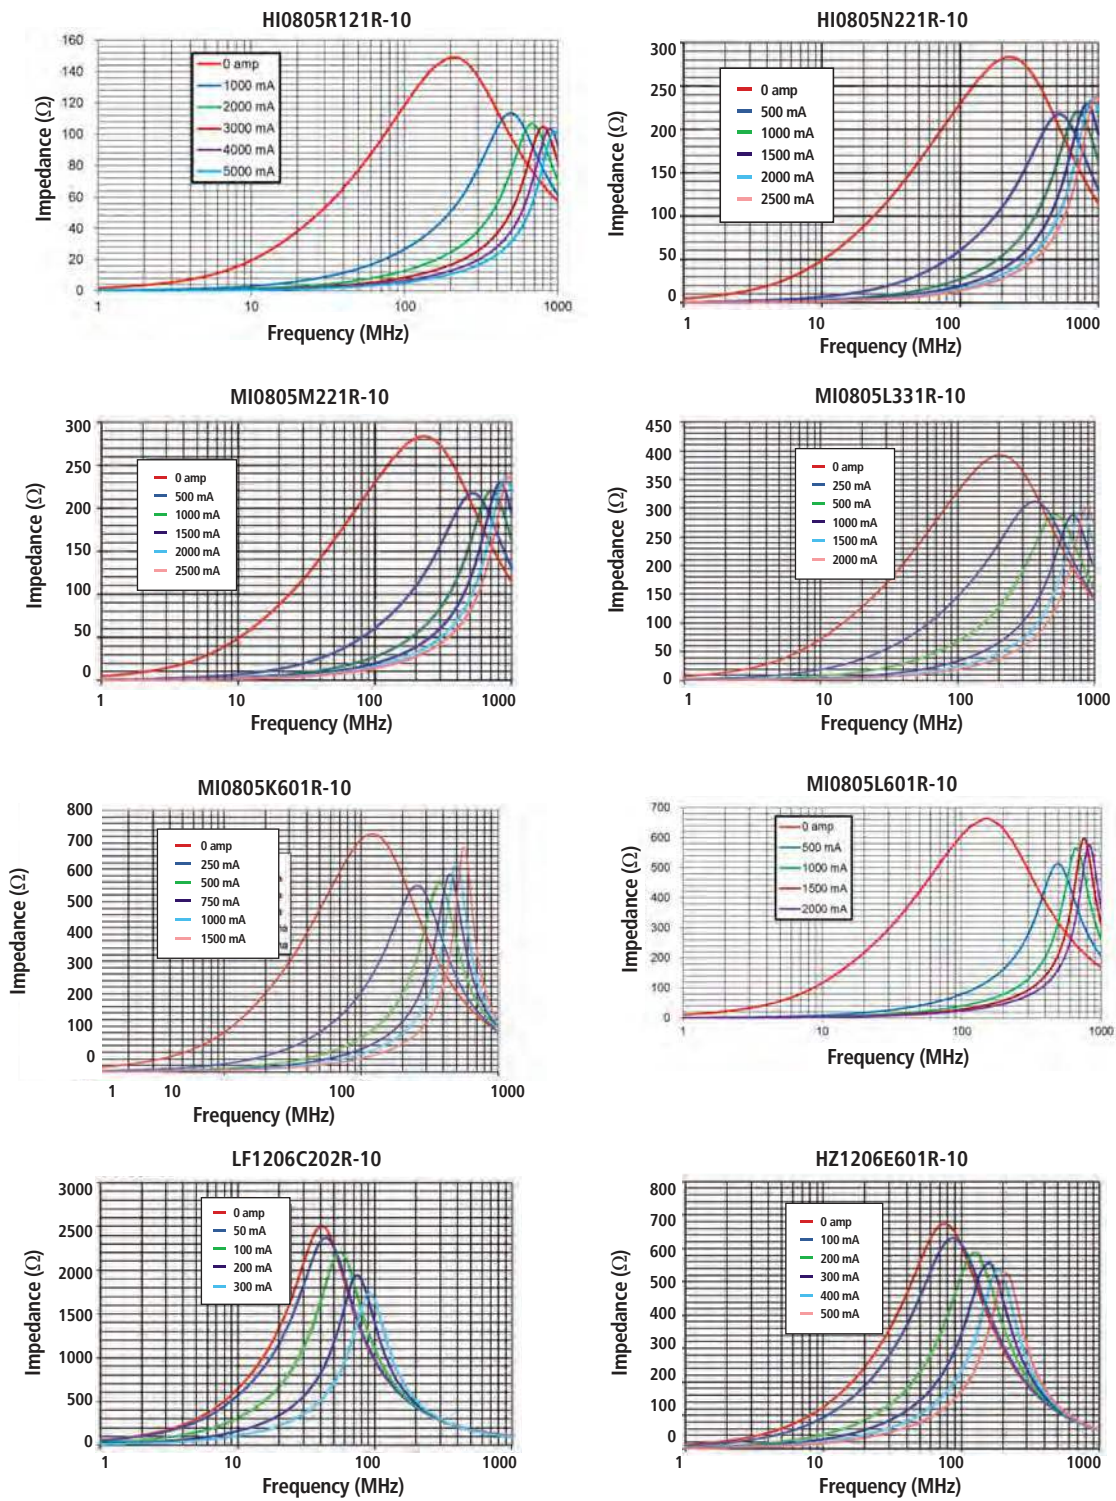 HI0805R121R-10
160
140
120
100
80
60
40
20
0
0 amp
1000 mA
2000 mA
3000 mA
4000 mA
5000 mA
Impedance (Ω)
1 10 100 1000
Frequency (MHz)
HI0805N221R-10
300
250
200
150
100
50
0
0 amp
500 mA
1000 mA
1500 mA
2000 mA
2500 mA
Impedance (Ω)
1 10 100 1000
Frequency (MHz)
MI0805M221R-10
300
250
200
150
100
50
0
0 amp
500 mA
1000 mA
1500 mA
2000 mA
2500 mA
Impedance (Ω)
1 10 100 1000
Frequency (MHz)
MI0805L331R-10
450
400
350
300
250
200
150
100
50
0
0 amp
250 mA
500 mA
1000 mA
1500 mA
2000 mA
Impedance (Ω)
1 10 100 1000
Frequency (MHz)
MI0805K601R-10
800
700
600
500
400
300
200
100
0
0 amp
250 mA
500 mA
750 mA
1000 mA
1500 mA
Impedance (Ω)
1 10 100 1000
Frequency (MHz)
MI0805L601R-10
700
600
500
400
300
200
100
0
0 amp
500 mA
1000 mA
1500 mA
2000 mA
Impedance (Ω)
1 10 100 1000
Frequency (MHz)
LF1206C202R-10
3000
2500
2000
1500
1000
500
0
0 amp
50 mA
100 mA
200 mA
300 mA
Impedance (Ω)
1 10 100 1000
Frequency (MHz)
HZ1206E601R-10
800
700
600
500
400
300
200
100
0
0 amp
100 mA
200 mA
300 mA
400 mA
500 mA
Impedance (Ω)
1 10 100 1000
Frequency (MHz)